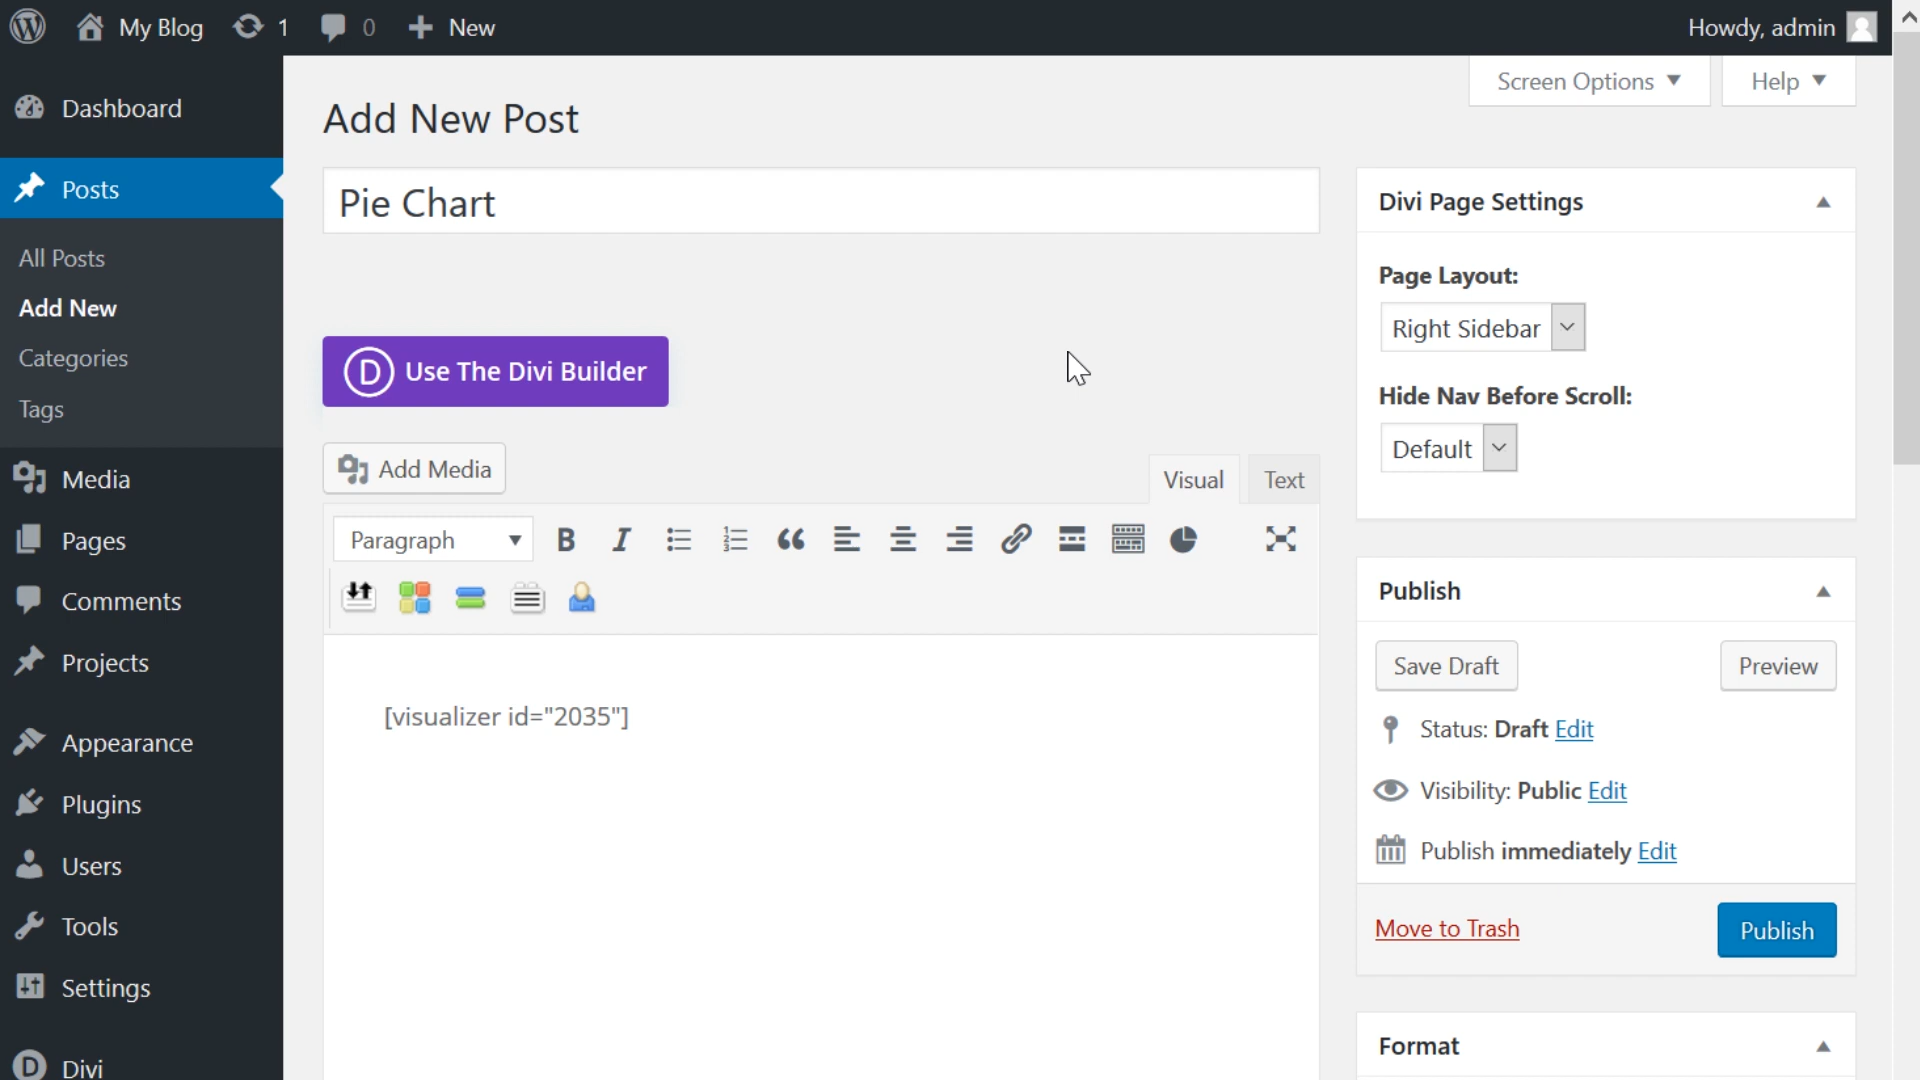 My Blog 1 0 New Howdy, admin
Screen Options Help
Dashboard
Posts
All Posts
Add New
Categories
Tags
Media
Pages
Comments
Projects
Appearance
Plugins
Users
Tools
Settings
Divi
Add New Post
Pie Chart
Use The Divi Builder
Add Media
Visual Text
Paragraph
[visualizer id="2035"]
Divi Page Settings
Page Layout:
Right Sidebar
Hide Nav Before Scroll:
Default
Publish
Save Draft Preview
Status: Draft Edit
Visibility: Public Edit
Publish immediately Edit
Move to Trash Publish
Format